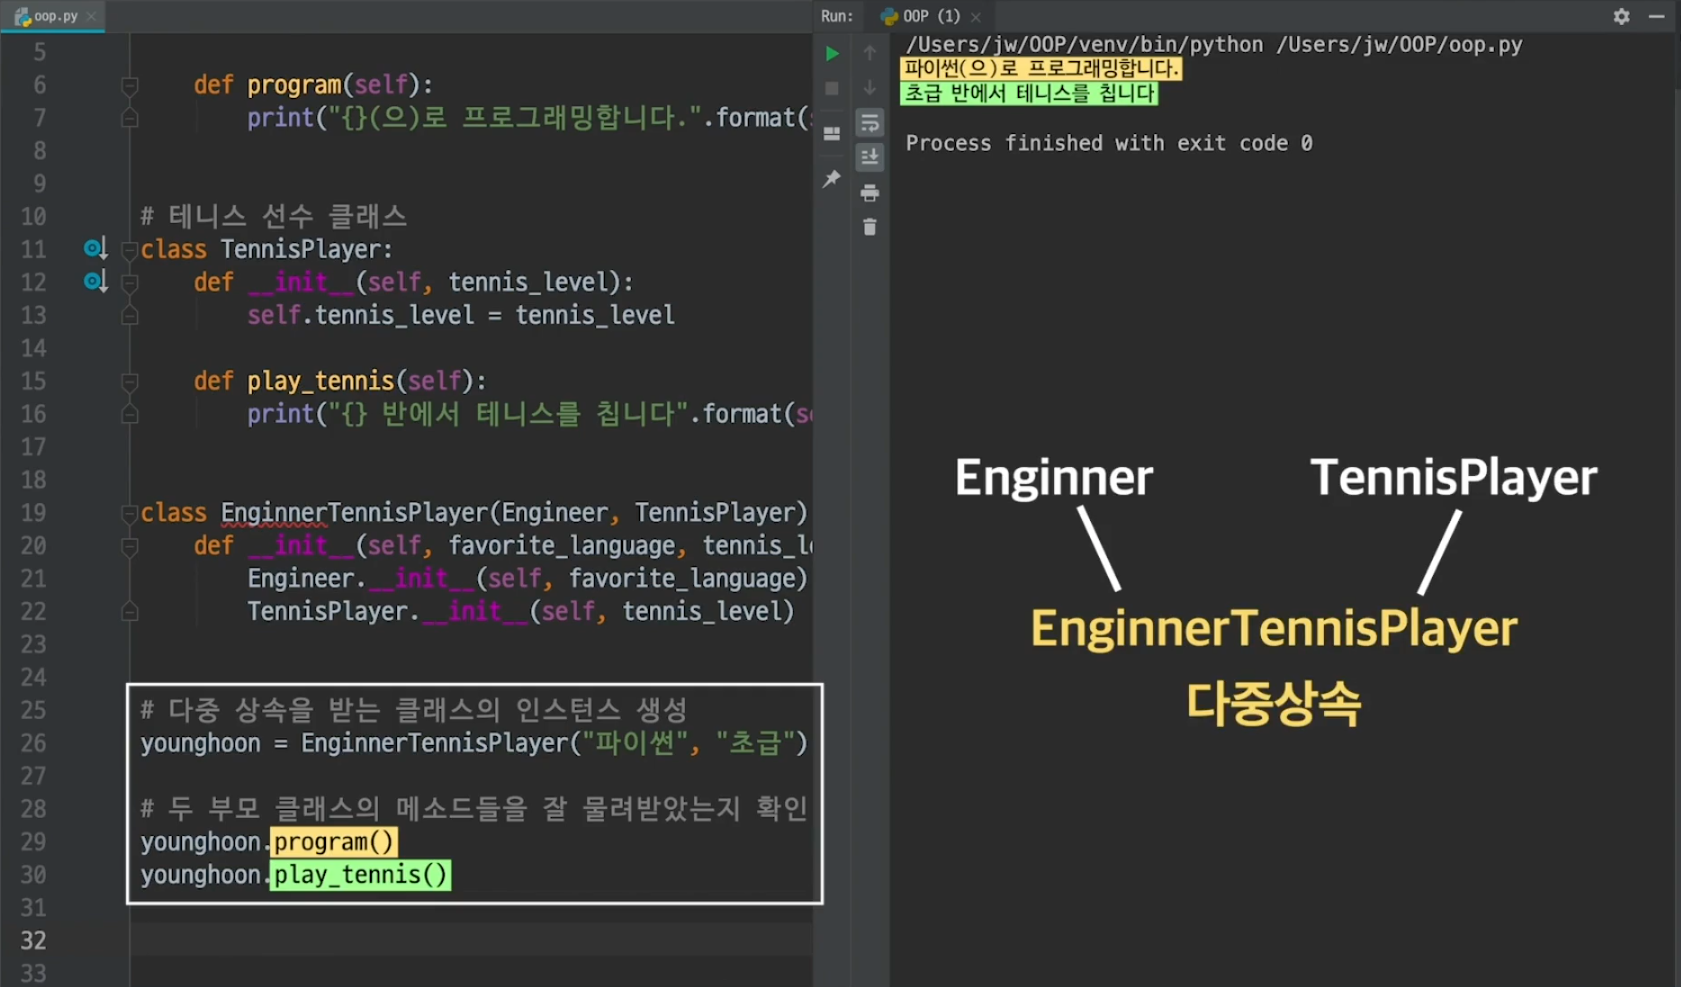 oop.py
5
6 def program(self):
7 print("{}(으)로 프로그래밍합니다.".format(
8
9
10 # 테니스 선수 클래스
11 class TennisPlayer:
12 def __init__(self, tennis_level):
13 self.tennis_level = tennis_level
14
15 def play_tennis(self):
16 print("{} 반에서 테니스를 칩니다".format(se
17
18
19 class EnginnerTennisPlayer(Engineer, TennisPlayer)
20 def __init__(self, favorite_language, tennis_le
21 Engineer.__init__(self, favorite_language)
22 TennisPlayer.__init__(self, tennis_level)
23
24
25 # 다중 상속을 받는 클래스의 인스턴스 생성
26 younghoon = EnginnerTennisPlayer("파이썬", "초급")
27
28 # 두 부모 클래스의 메소드들을 잘 물려받았는지 확인
29 younghoon.program()
30 younghoon.play_tennis()
31
32
33
Run: OOP (1)
/Users/jw/OOP/venv/bin/python /Users/jw/OOP/oop.py
파이썬(으)로 프로그래밍합니다.
초급 반에서 테니스를 칩니다
Process finished with exit code 0
Enginner TennisPlayer
EnginnerTennisPlayer
다중상속